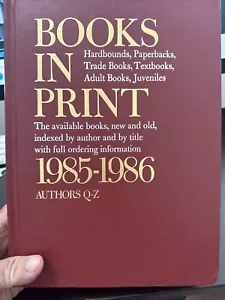 BOOKS
IN
PRINT
Hardbounds, Paperbacks,
Trade Books, Textbooks,
Adult Books, Juveniles
The available books, new and old,
indexed by author and by title
with full ordering information
1985-1986
AUTHORS Q-Z